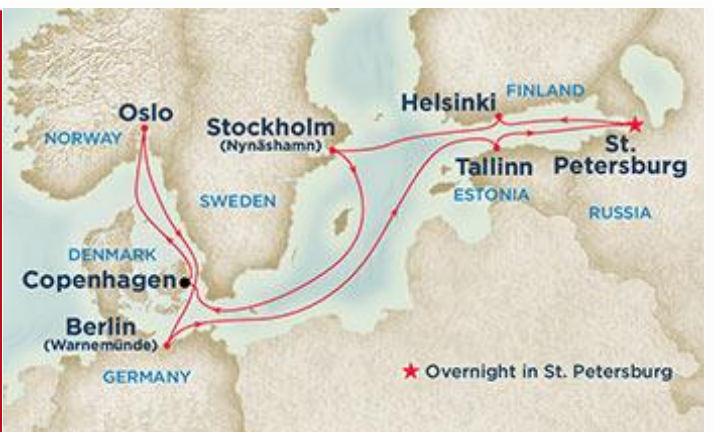 Oslo
NORWAY
Stockholm
(Nynäshamn)
Helsinki
FINLAND
St.
Petersburg
Tallinn
ESTONIA
RUSSIA
SWEDEN
DENMARK
Copenhagen
Berlin
(Warnemünde)
GERMANY
Overnight in St. Petersburg